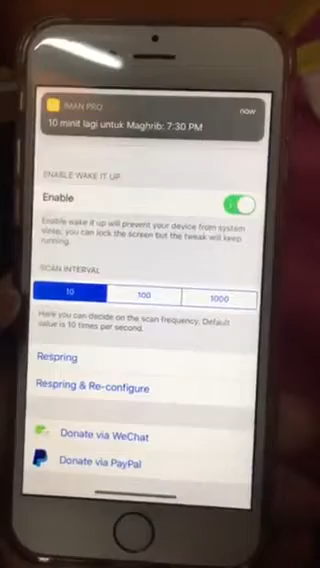 IMAN PRO
now
10 minit lagi untuk Maghrib: 7:30 PM
ENABLE WAKE IT UP
Enable
Enable wake it up will prevent your device from system
sleep, you can lock the screen but the tweak will keep
running.
SCAN INTERVAL
10 100 1000
Here you can decide on the scan frequency. Default
value is 10 times per second.
Respring
Respring & Re-configure
Donate via WeChat
Donate via PayPal